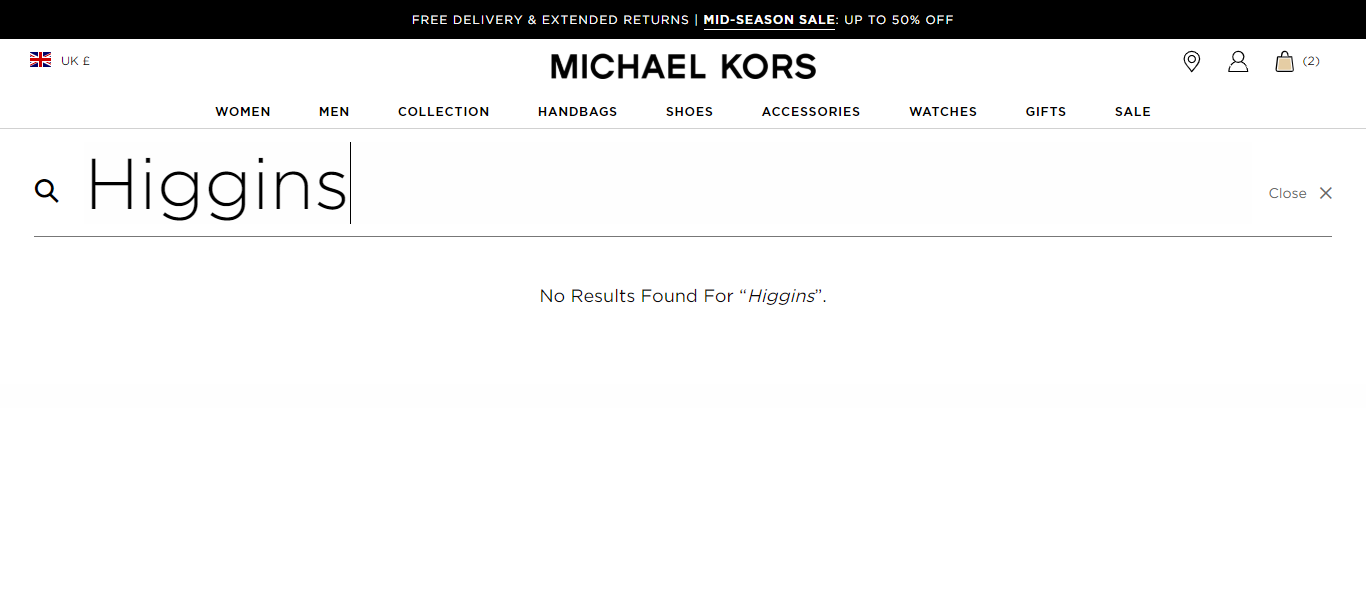 FREE DELIVERY & EXTENDED RETURNS | MID-SEASON SALE: UP TO 50% OFF
UK £
MICHAEL KORS
(2)
WOMEN MEN COLLECTION HANDBAGS SHOES ACCESSORIES WATCHES GIFTS SALE
Higgins
Close
No Results Found For “Higgins”.